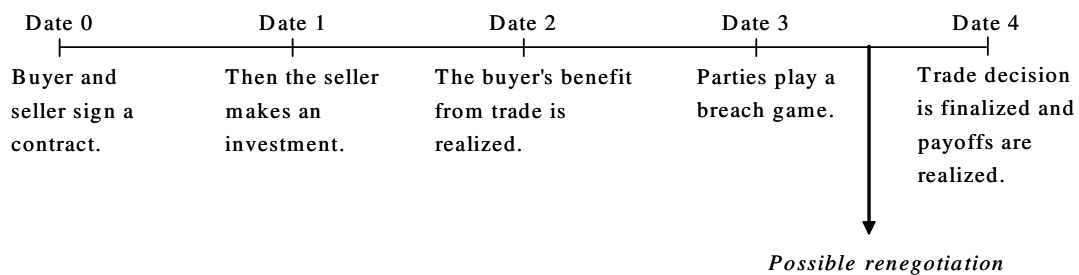 Date 0
Date 1
Date 2
Date 3
Date 4
Buyer and
seller sign a
contract.
Then the seller
makes an
investment.
The buyer's benefit
from trade is
realized.
Parties play a
breach game.
Trade decision
is finalized and
payoffs are
realized.
Possible renegotiation